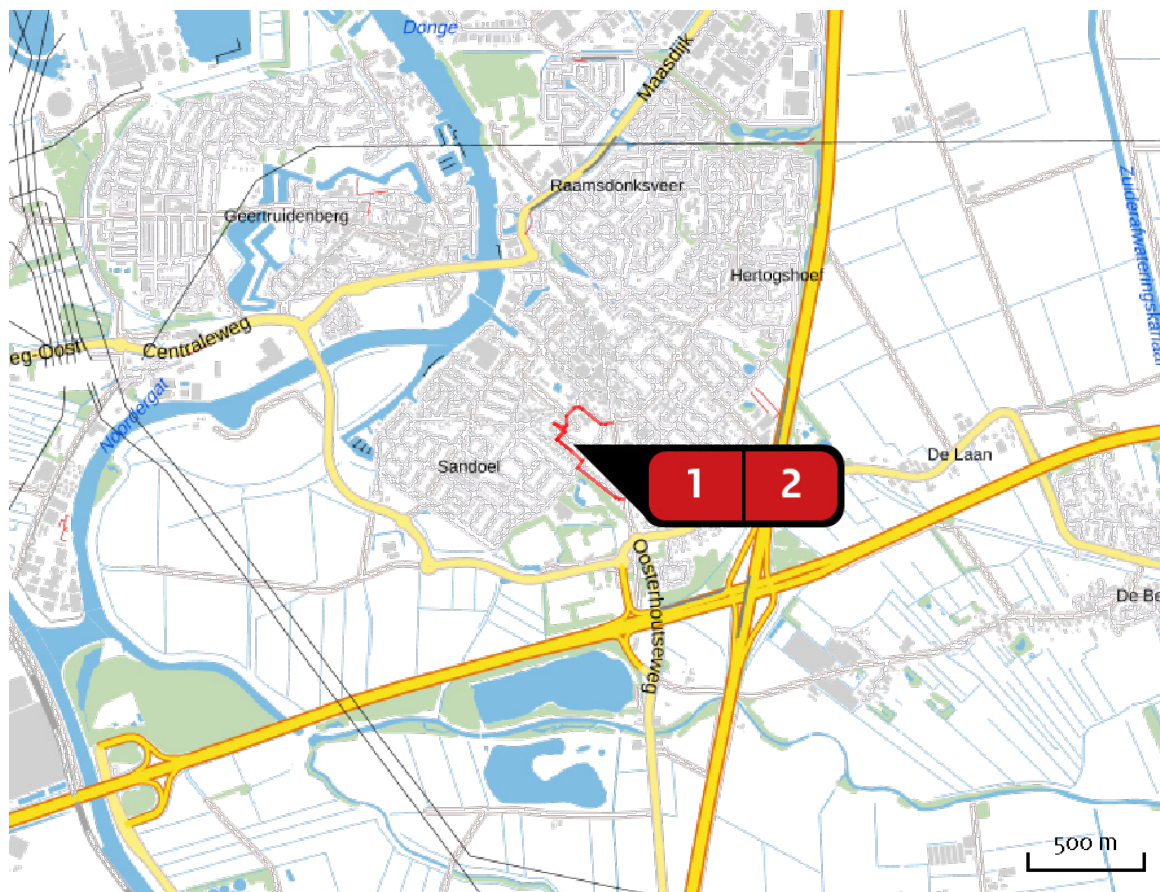 Donge
Maasdijk
Raamsdonksveer
Geertruidenberg
Zuiderafwateringskanaal
Hertogshoef
Centraleweg
eg-Oost
Noordergat
De Laan
Sandoel
1 2
Oosterhoutseweg
De Be
500 m